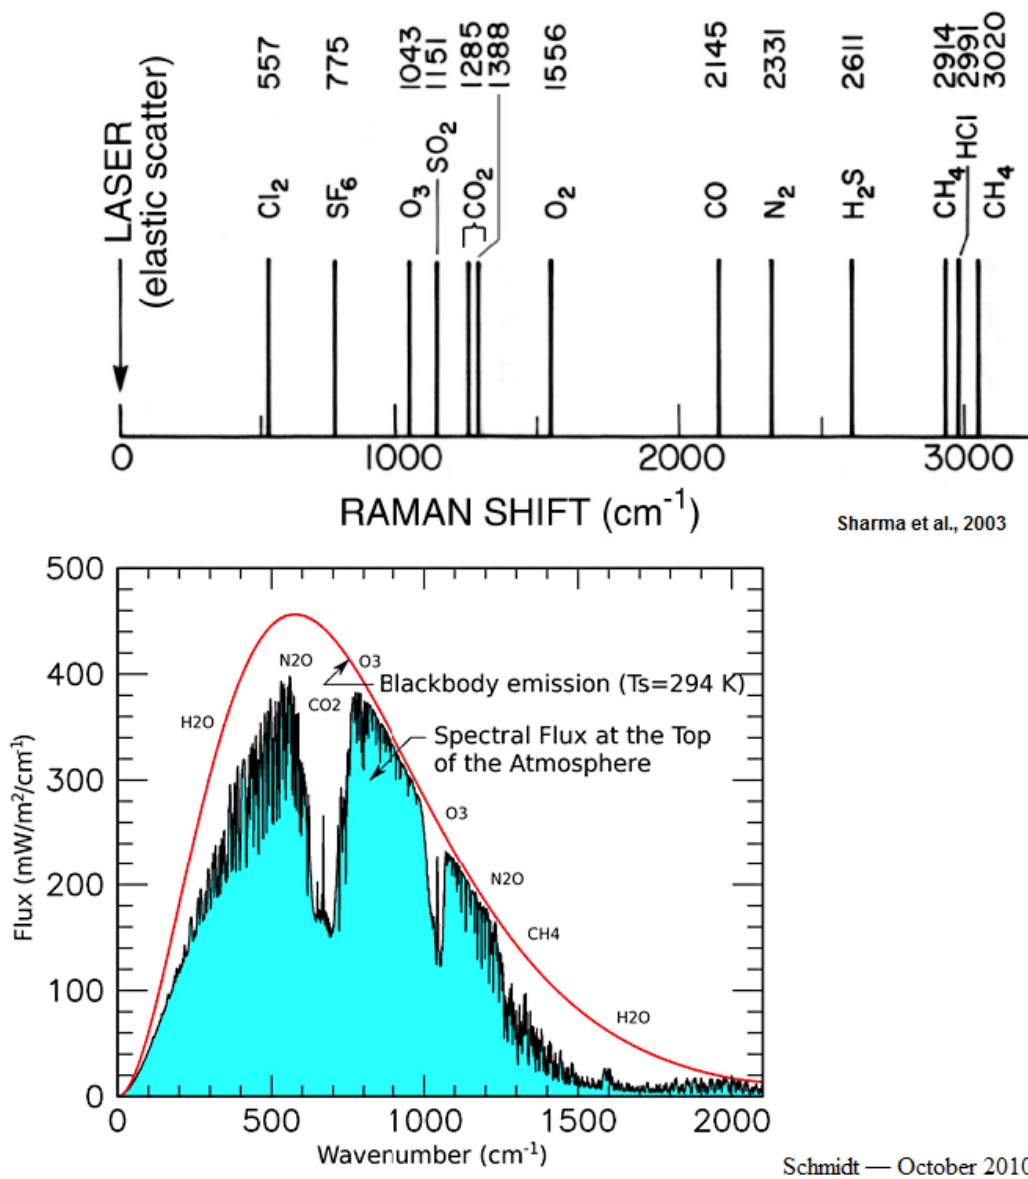 LASER
(elastic scatter)
557
775
1043
1151
1285
1388
1556
2145
2331
2611
2914
2991
3020
Cl₂
SF₆
O₃
SO₂
CO₂
O₂
CO
N₂
H₂S
CH₄
HCl
CH₄
0
1000
2000
3000
RAMAN SHIFT (cm⁻¹)
Sharma et al., 2003
500
400
300
200
100
0
Flux (mW/m²/cm⁻¹)
N2O
O3
Blackbody emission (Ts=294 K)
CO2
H2O
Spectral Flux at the Top
of the Atmosphere
O3
N2O
CH4
H2O
0
500
1000
1500
2000
Wavenumber (cm⁻¹)
Schmidt — October 2010